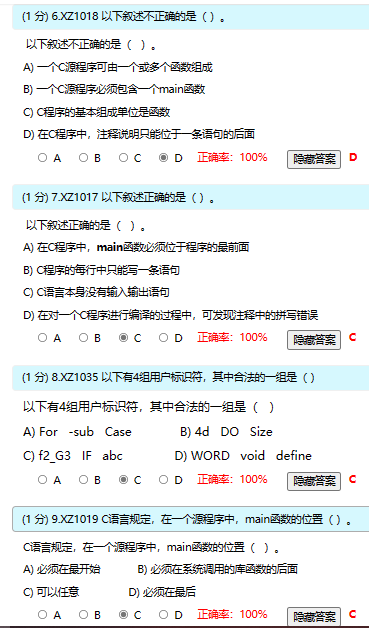 (1 分) 6.XZ1018 以下叙述不正确的是 ( ) 。
以下叙述不正确的是 ( ) 。
A) 一个C源程序可由一个或多个函数组成
B) 一个C源程序必须包含一个main函数
C) C程序的基本组成单位是函数
D) 在C程序中，注释说明只能位于一条语句的后面
A B C D 正确率：100% 隐藏答案 D
(1 分) 7.XZ1017 以下叙述正确的是 ( ) 。
以下叙述正确的是 ( ) 。
A) 在C程序中，main函数必须位于程序的最前面
B) C程序的每行中只能写一条语句
C) C语言本身没有输入输出语句
D) 在对一个C程序进行编译的过程中，可发现注释中的拼写错误
A B C D 正确率：100% 隐藏答案 C
(1 分) 8.XZ1035 以下有4组用户标识符，其中合法的一组是 ( )
以下有4组用户标识符，其中合法的一组是 ( )
A) For -sub Case B) 4d DO Size
C) f2_G3 IF abc D) WORD void define
A B C D 正确率：100% 隐藏答案 C
(1 分) 9.XZ1019 C语言规定，在一个源程序中，main函数的位置 ( ) 。
C语言规定，在一个源程序中，main函数的位置 ( ) 。
A) 必须在最开始 B) 必须在系统调用的库函数的后面
C) 可以任意 D) 必须在最后
A B C D 正确率：100% 隐藏答案 C